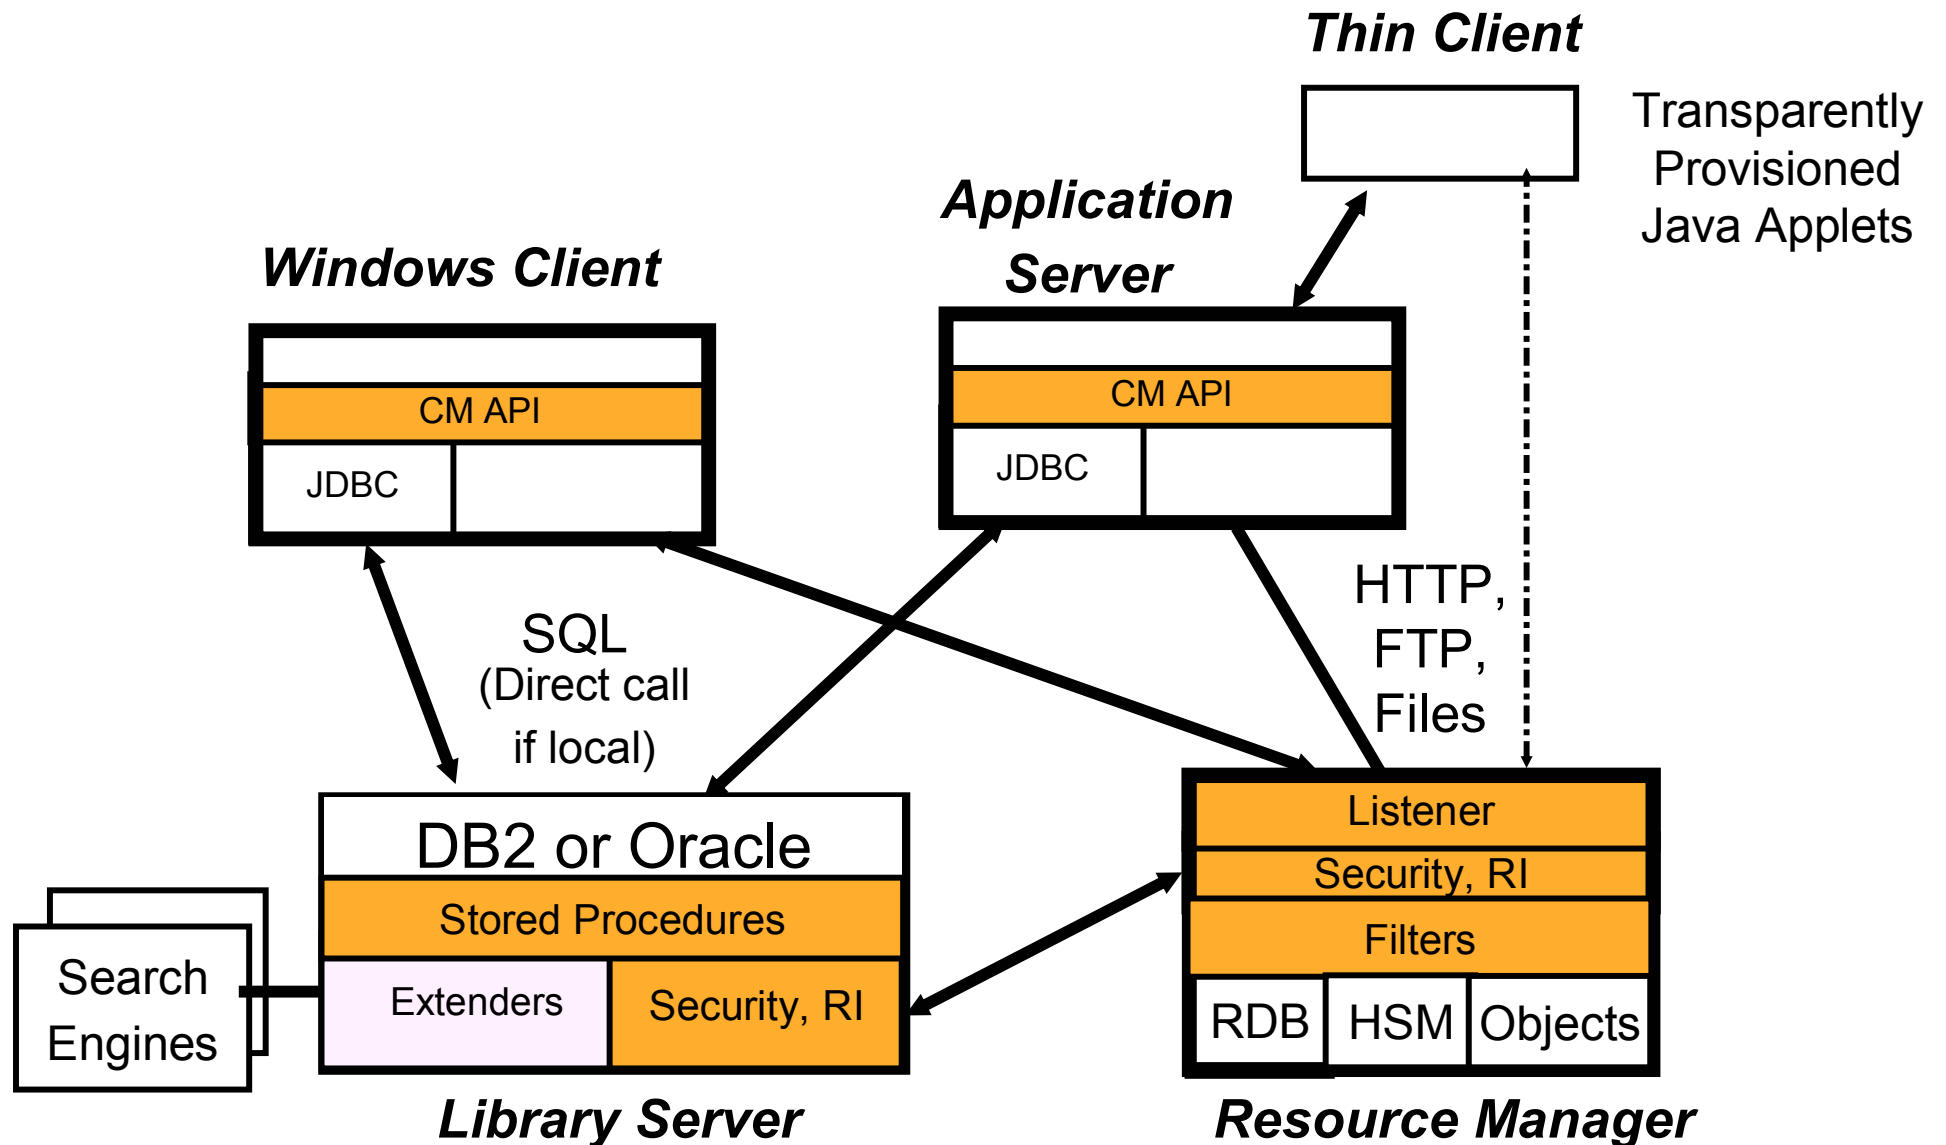 Thin Client
Transparently
Provisioned
Java Applets
Application
Server
Windows Client
CM API
JDBC
CM API
JDBC
SQL
(Direct call
if local)
HTTP,
FTP,
Files
DB2 or Oracle
Stored Procedures
Extenders
Security, RI
Search
Engines
Library Server
Listener
Security, RI
Filters
RDB
HSM
Objects
Resource Manager